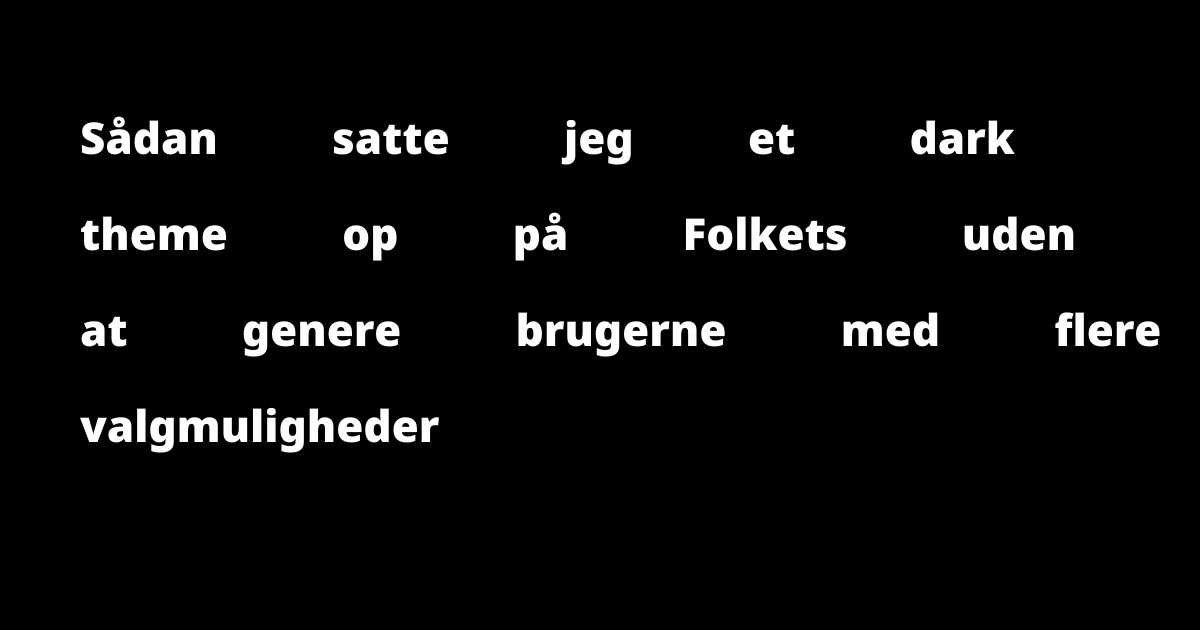 Sådan satte jeg et dark
theme op på Folkets uden
at genere brugerne med flere
valgmuligheder